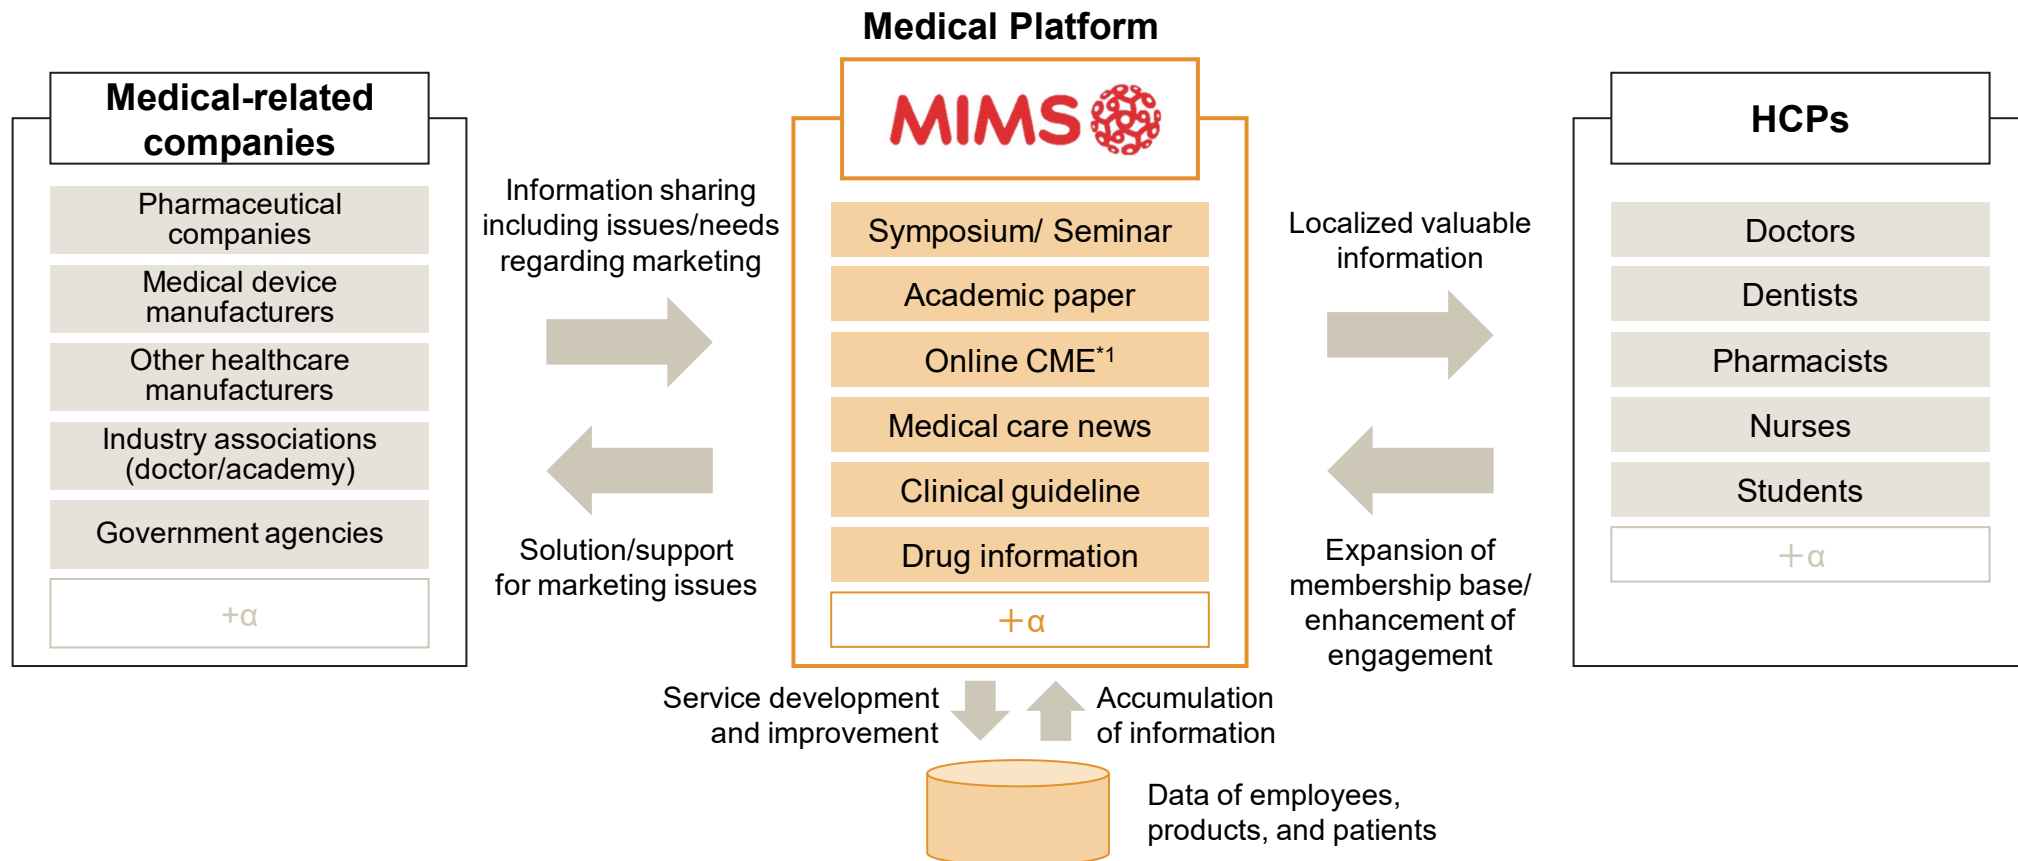 Medical Platform
Medical-related
companies
Pharmaceutical
companies
Medical device
manufacturers
Other healthcare
manufacturers
Industry associations
(doctor/academy)
Government agencies
+α
Information sharing
including issues/needs
regarding marketing
Solution/support
for marketing issues
MIMS
Symposium/ Seminar
Academic paper
Online CME*1
Medical care news
Clinical guideline
Drug information
+α
Localized valuable
information
Expansion of
membership base/
enhancement of
engagement
HCPs
Doctors
Dentists
Pharmacists
Nurses
Students
+α
Service development
and improvement
Accumulation
of information
Data of employees,
products, and patients